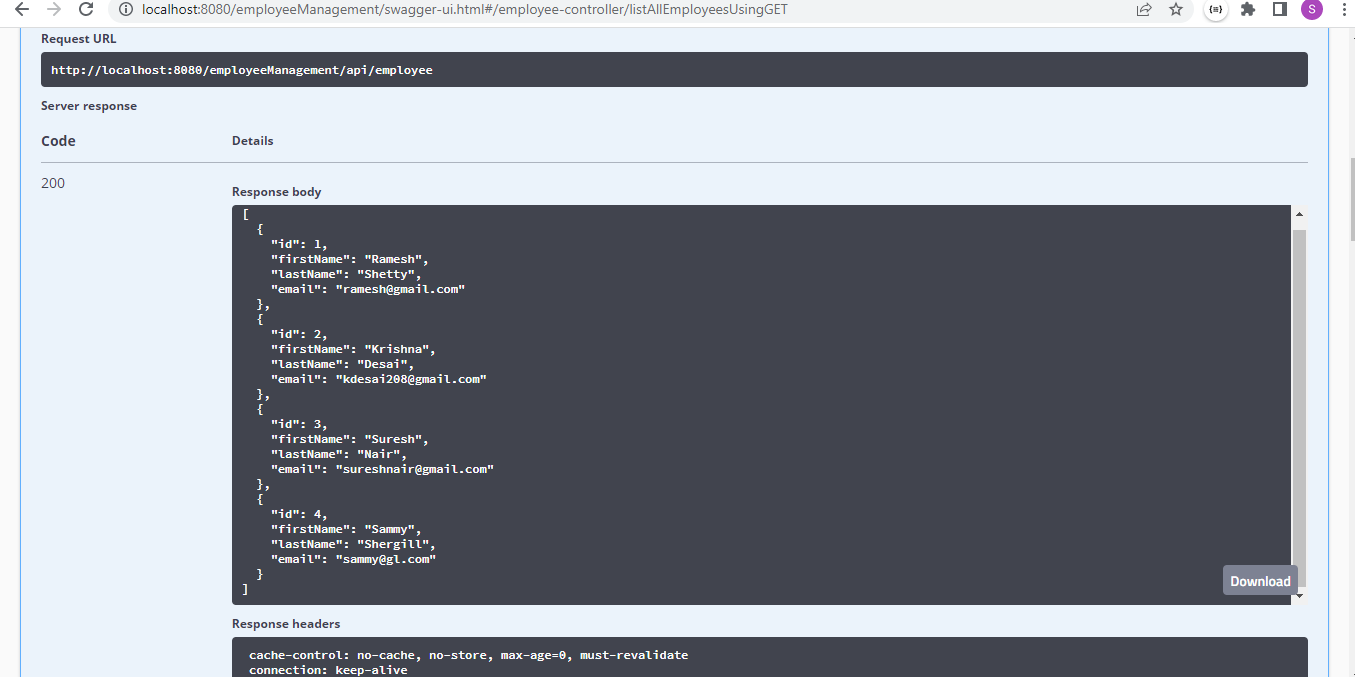 localhost:8080/employeeManagement/swagger-ui.html#/employee-controller/listAllEmployeesUsingGET
S
Request URL
http://localhost:8080/employeeManagement/api/employee
Server response
Code Details
200
Response body
[
  {
    "id": 1,
    "firstName": "Ramesh",
    "lastName": "Shetty",
    "email": "ramesh@gmail.com"
  },
  {
    "id": 2,
    "firstName": "Krishna",
    "lastName": "Desai",
    "email": "kdesai208@gmail.com"
  },
  {
    "id": 3,
    "firstName": "Suresh",
    "lastName": "Nair",
    "email": "sureshnair@gmail.com"
  },
  {
    "id": 4,
    "firstName": "Sammy",
    "lastName": "Shergill",
    "email": "sammy@gl.com"
  }
]
Download
Response headers
cache-control: no-cache, no-store, max-age=0, must-revalidate
connection: keep-alive